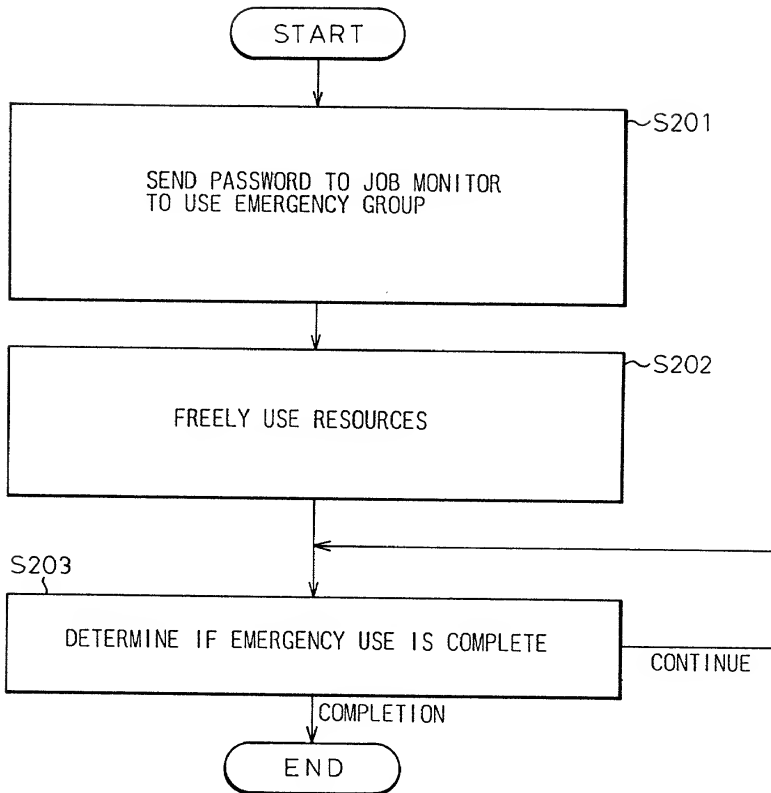 START
S201
SEND PASSWORD TO JOB MONITOR
TO USE EMERGENCY GROUP
S202
FREELY USE RESOURCES
S203
DETERMINE IF EMERGENCY USE IS COMPLETE
CONTINUE
COMPLETION
END